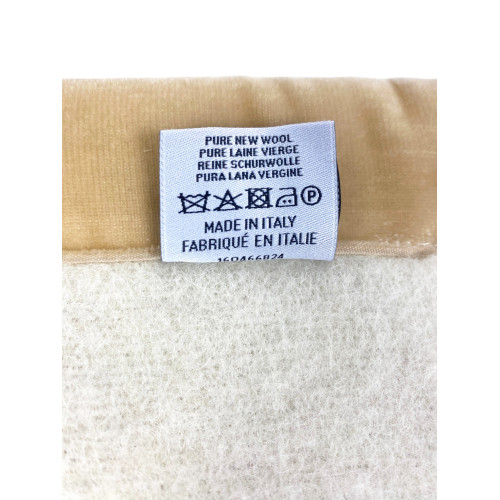 PURE NEW WOOL
PURE LAINE VIERGE
REINE SCHURWOLLE
PURA LANA VERGINE
P
MADE IN ITALY
FABRIQUÉ EN ITALIE